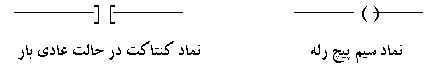 نماد سیم پیچ رله
نماد کنتاکت در حالت عادی باز